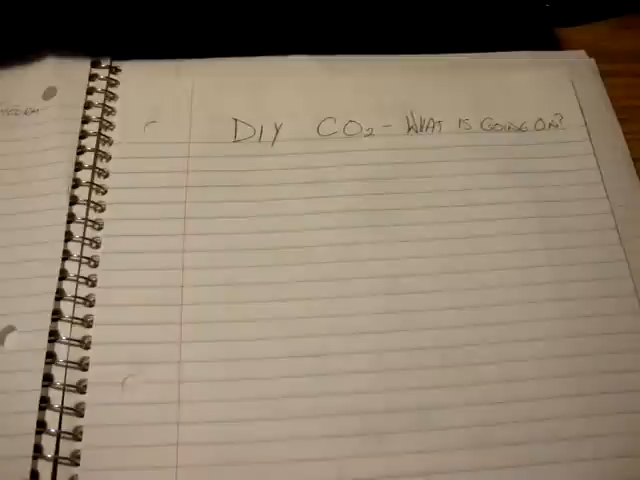 DIY CO₂ - WHAT IS GOING ON?